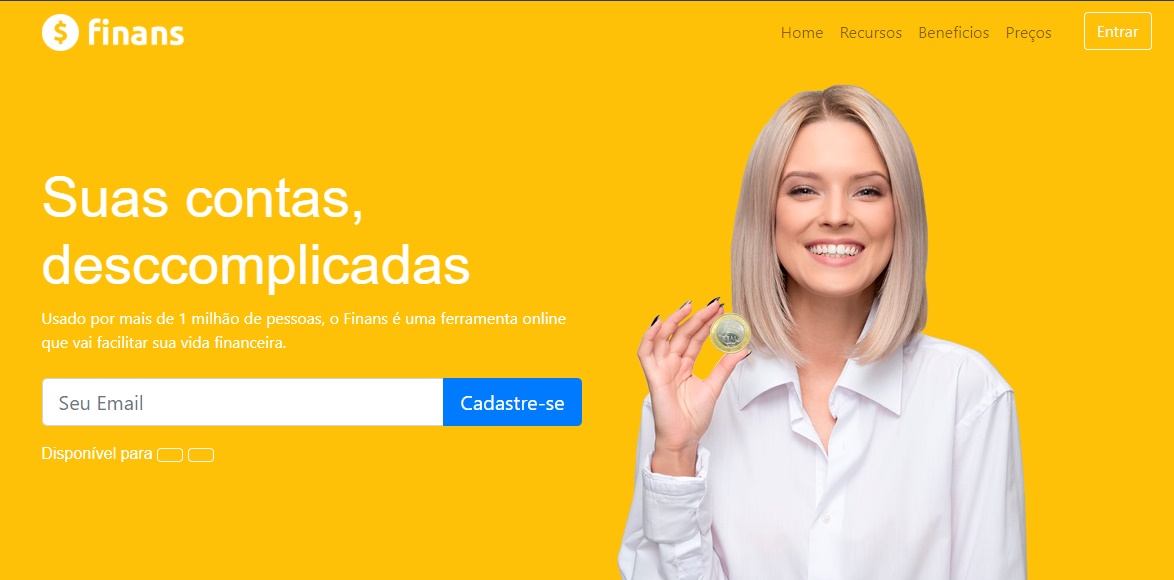 $ finans
Home Recursos Beneficios Preços Entrar
Suas contas,
desccomplicadas
Usado por mais de 1 milhão de pessoas, o Finans é uma ferramenta online
que vai facilitar sua vida financeira.
Seu Email Cadastre-se
Disponível para